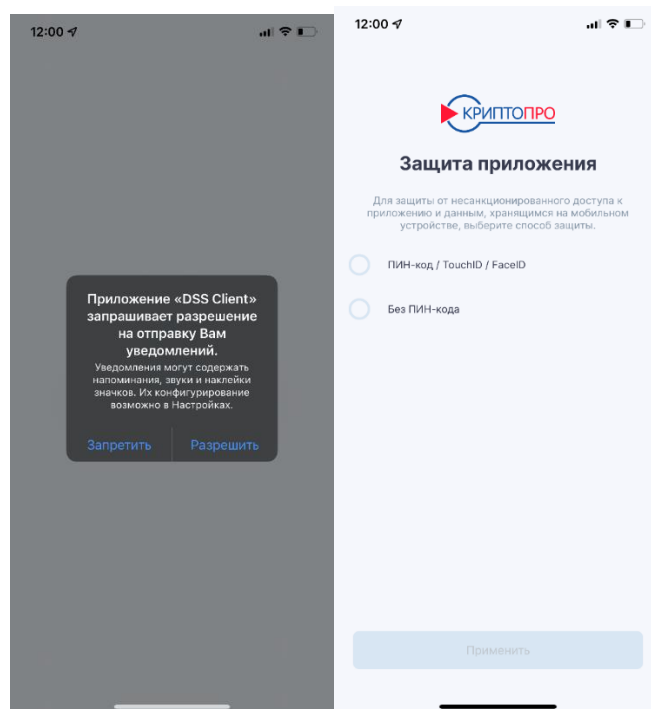 12:00
Приложение «DSS Client»
запрашивает разрешение
на отправку Вам
уведомлений.
Уведомления могут содержать
напоминания, звуки и наклейки
значков. Их конфигурирование
возможно в Настройках.
Запретить Разрешить
12:00
КРИПТОПРО
Защита приложения
Для защиты от несанкционированного доступа к
приложению и данным, хранящимся на мобильном
устройстве, выберите способ защиты.
ПИН-код / TouchID / FaceID
Без ПИН-кода
Применить